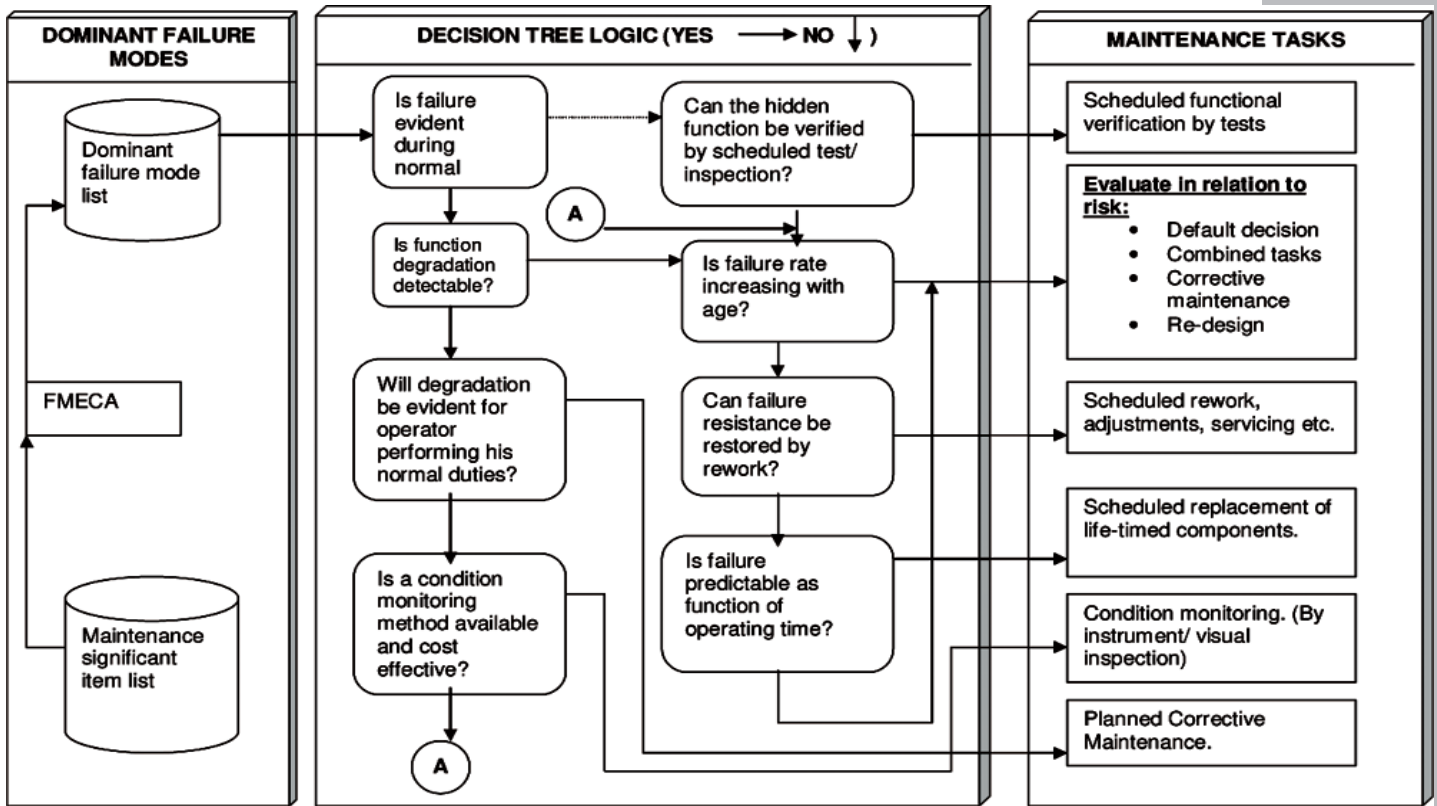 DOMINANT FAILURE
MODES
Dominant
failure mode
list
FMECA
Maintenance
significant
item list
DECISION TREE LOGIC (YES NO )
Is failure
evident
during
normal
Can the hidden
function be verified
by scheduled test/
inspection?
A
Is function
degradation
detectable?
Is failure rate
increasing with
age?
Will degradation
be evident for
operator
performing his
normal duties?
Can failure
resistance be
restored by
rework?
Is a condition
monitoring
method available
and cost
effective?
Is failure
predictable as
function of
operating time?
A
MAINTENANCE TASKS
Scheduled functional
verification by tests
Evaluate in relation to
risk:
• Default decision
• Combined tasks
• Corrective
maintenance
• Re-design
Scheduled rework,
adjustments, servicing etc.
Scheduled replacement of
life-timed components.
Condition monitoring. (By
instrument/ visual
inspection)
Planned Corrective
Maintenance.